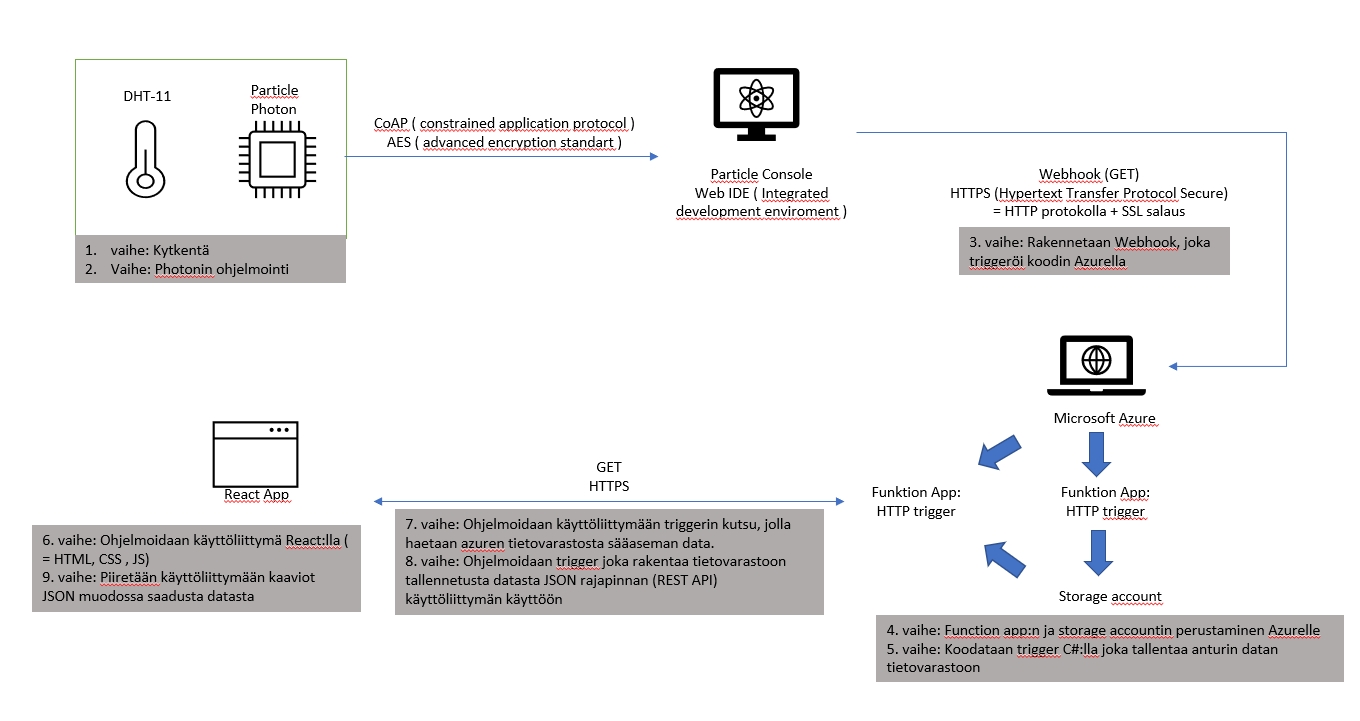 DHT-11
Particle
Photon
1. vaihe: Kytkentä
2. Vaihe: Photonin ohjelmointi
CoAP ( constrained application protocol )
AES ( advanced encryption standart )
Particle Console
Web IDE ( Integrated
development enviroment )
Webhook (GET)
HTTPS (Hypertext Transfer Protocol Secure)
= HTTP protokolla + SSL salaus
3. vaihe: Rakennetaan Webhook, joka
triggeröi koodin Azurella
Microsoft Azure
Funktion App:
HTTP trigger
Funktion App:
HTTP trigger
Storage account
4. vaihe: Function app:n ja storage accountin perustaminen Azurelle
5. vaihe: Koodataan trigger C#:lla joka tallentaa anturin datan
tietovarastoon
GET
HTTPS
7. vaihe: Ohjelmoidaan käyttöliittymään triggerin kutsu, jolla
haetaan azuren tietovarastosta sääaseman data.
8. vaihe: Ohjelmoidaan trigger joka rakentaa tietovarastoon
tallennetusta datasta JSON rajapinnan (REST API)
käyttöliittymän käyttöön
React App
6. vaihe: Ohjelmoidaan käyttöliittymä React:lla (
= HTML, CSS , JS)
9. vaihe: Piiretään käyttöliittymään kaaviot
JSON muodossa saadusta datasta